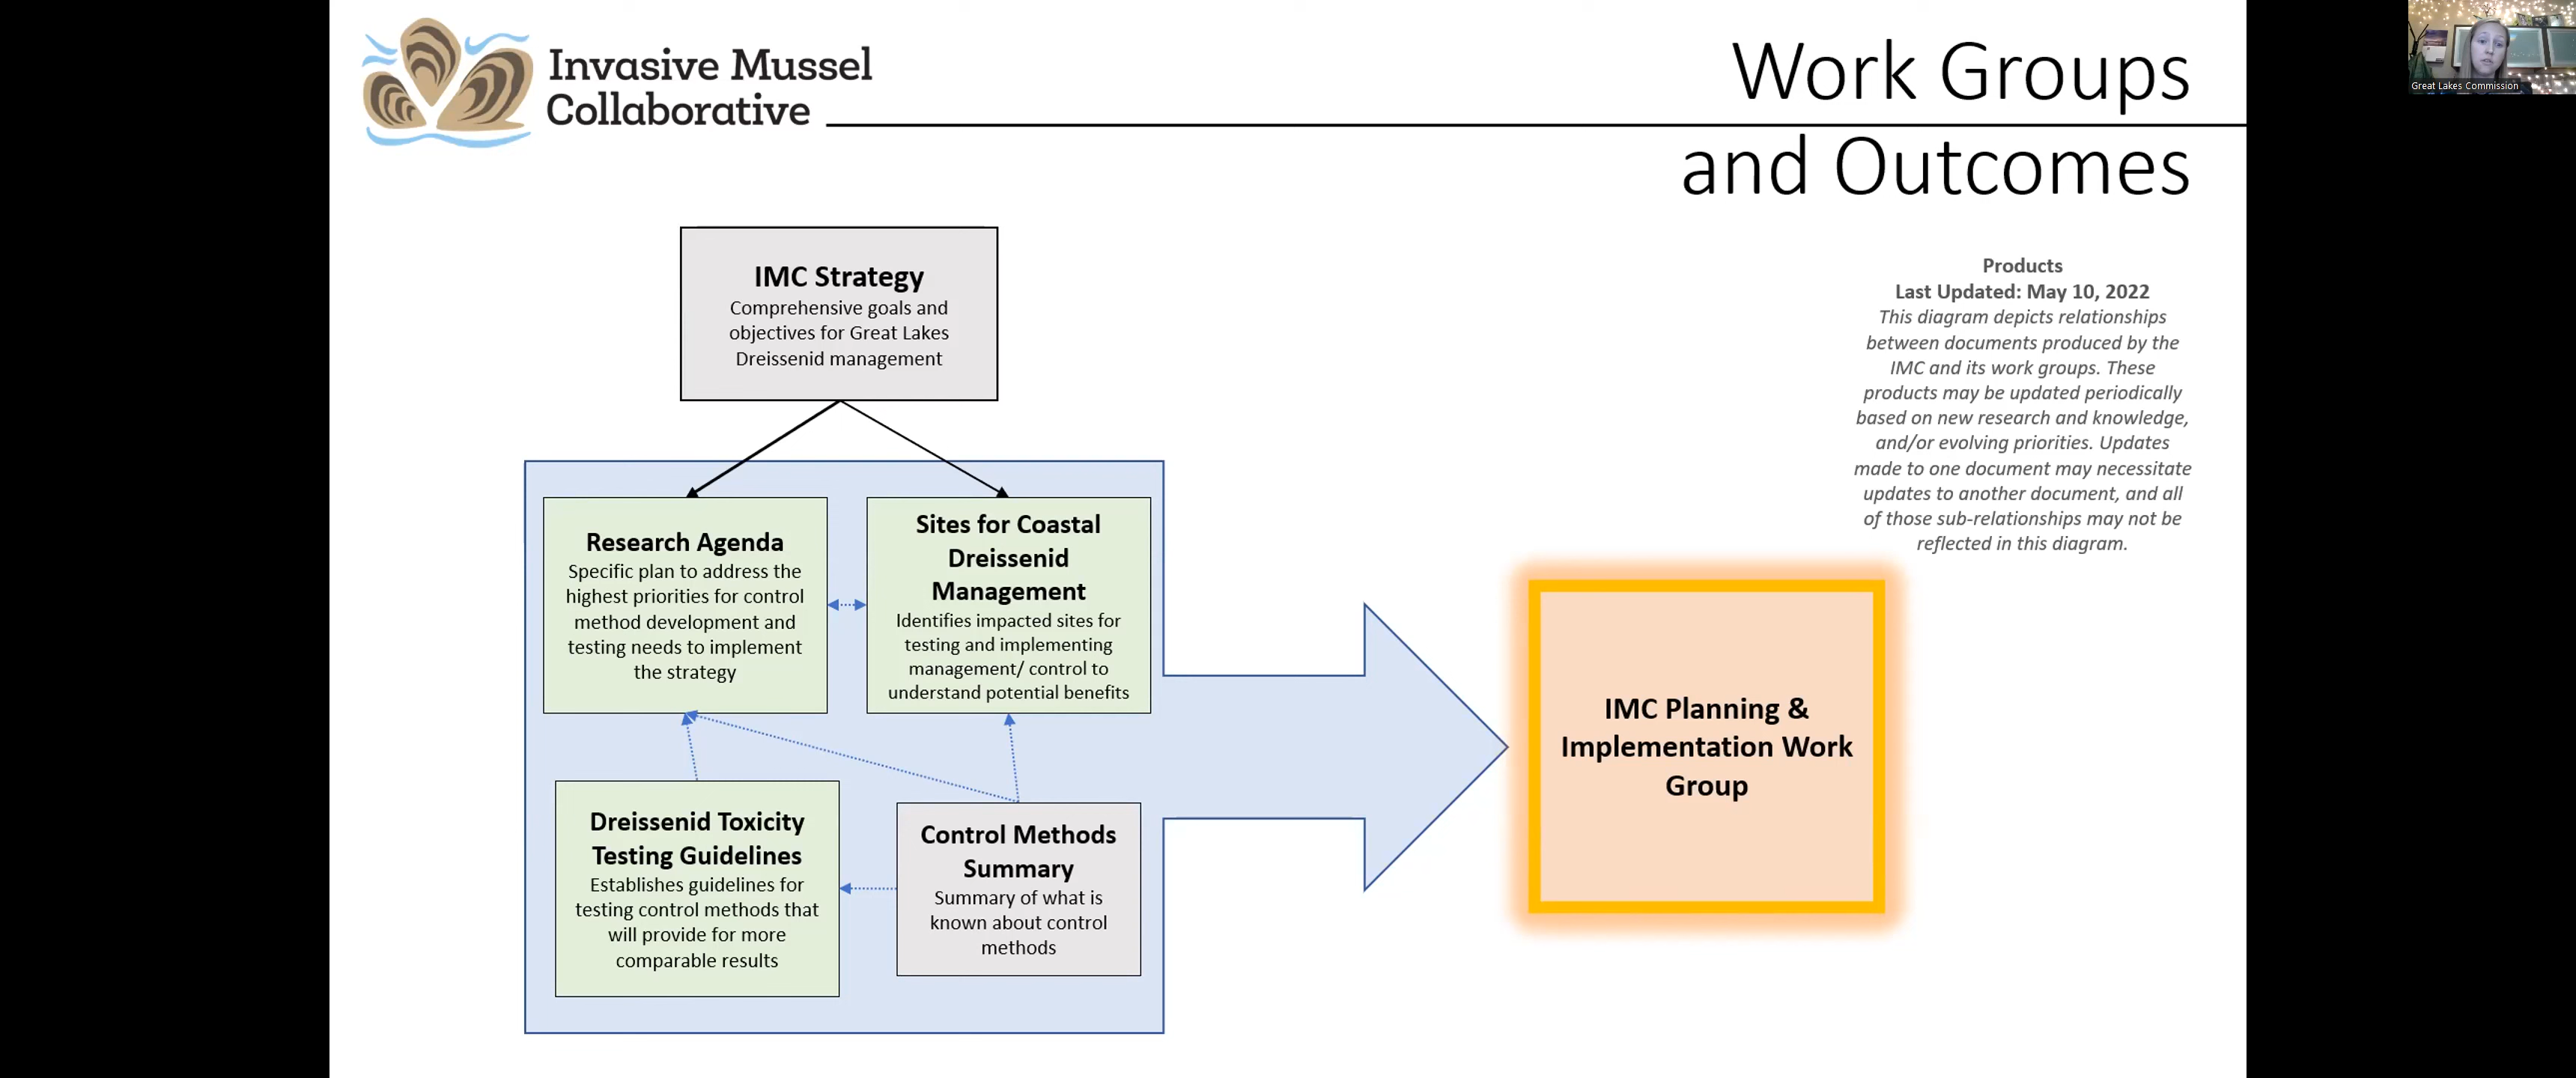 Invasive Mussel
Collaborative
Work Groups
and Outcomes
Great Lakes Commission
Products
Last Updated: May 10, 2022
This diagram depicts relationships
between documents produced by the
IMC and its work groups. These
products may be updated periodically
based on new research and knowledge,
and/or evolving priorities. Updates
made to one document may necessitate
updates to another document, and all
of those sub-relationships may not be
reflected in this diagram.
IMC Strategy
Comprehensive goals and
objectives for Great Lakes
Dreissenid management
Research Agenda
Specific plan to address the
highest priorities for control
method development and
testing needs to implement
the strategy
Sites for Coastal
Dreissenid
Management
Identifies impacted sites for
testing and implementing
management/ control to
understand potential benefits
Dreissenid Toxicity
Testing Guidelines
Establishes guidelines for
testing control methods that
will provide for more
comparable results
Control Methods
Summary
Summary of what is
known about control
methods
IMC Planning &
Implementation Work
Group